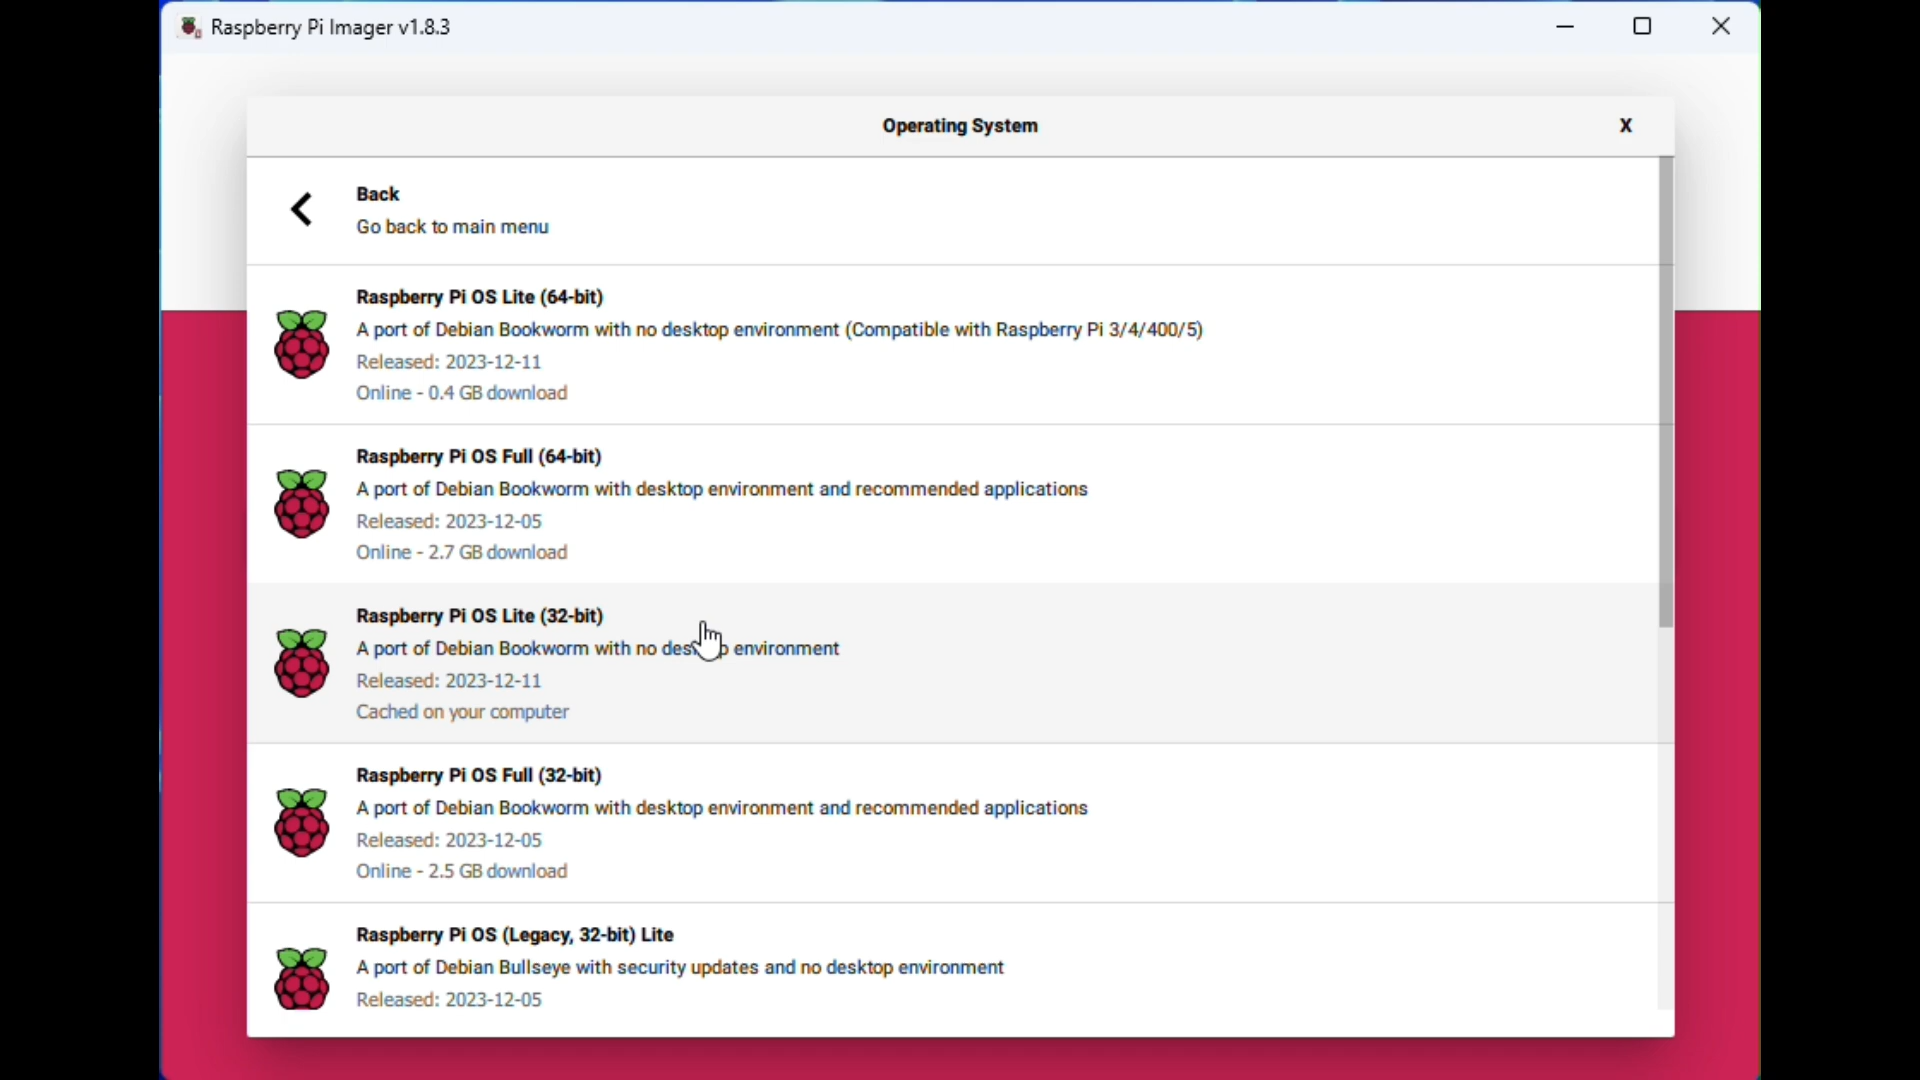 Raspberry Pi Imager v1.8.3
Operating System
X
Back
Go back to main menu
Raspberry Pi OS Lite (64-bit)
A port of Debian Bookworm with no desktop environment (Compatible with Raspberry Pi 3/4/400/5)
Released: 2023-12-11
Online - 0.4 GB download
Raspberry Pi OS Full (64-bit)
A port of Debian Bookworm with desktop environment and recommended applications
Released: 2023-12-05
Online - 2.7 GB download
Raspberry Pi OS Lite (32-bit)
A port of Debian Bookworm with no desktop environment
Released: 2023-12-11
Cached on your computer
Raspberry Pi OS Full (32-bit)
A port of Debian Bookworm with desktop environment and recommended applications
Released: 2023-12-05
Online - 2.5 GB download
Raspberry Pi OS (Legacy, 32-bit) Lite
A port of Debian Bullseye with security updates and no desktop environment
Released: 2023-12-05